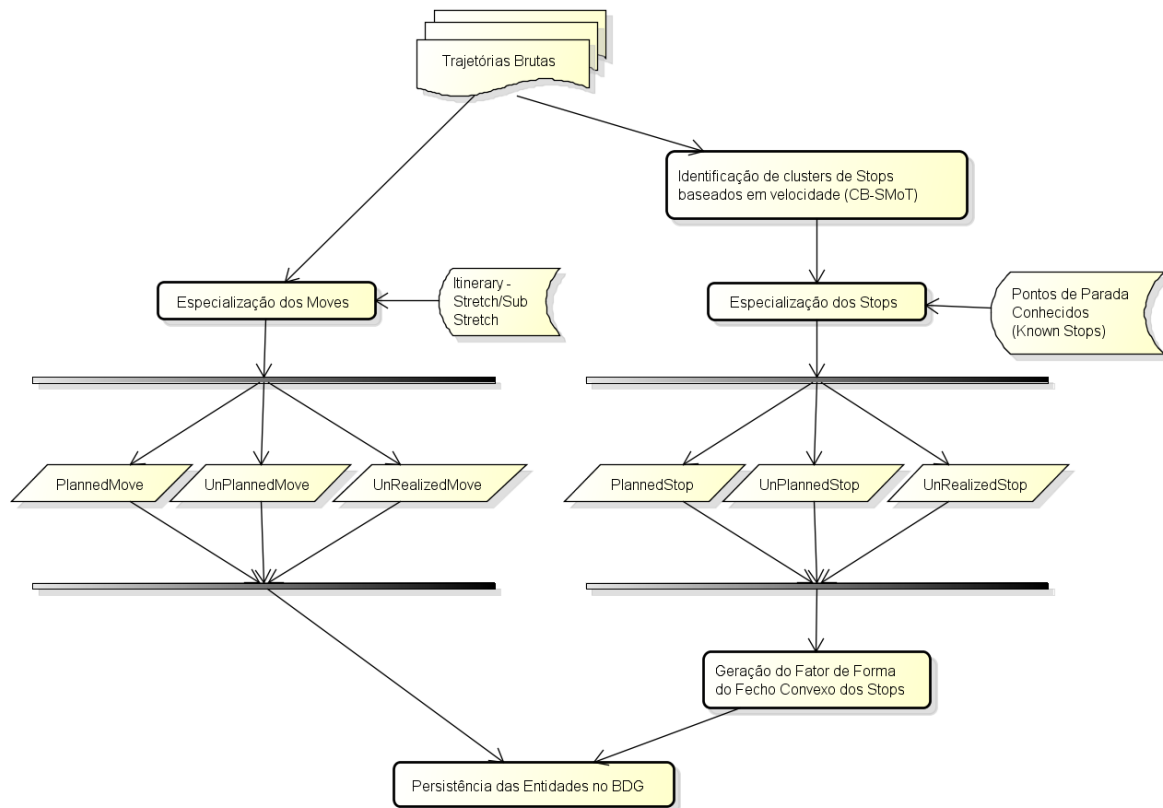 Trajetórias Brutas
Identificação de clusters de Stops
baseados em velocidade (CB-SMoT)
Especialização dos Moves
Itinerary -
Stretch/Sub
Stretch
Especialização dos Stops
Pontos de Parada
Conhecidos
(Known Stops)
PlannedMove
UnPlannedMove
UnRealizedMove
PlannedStop
UnPlannedStop
UnRealizedStop
Geração do Fator de Forma
do Fecho Convexo dos Stops
Persistência das Entidades no BDG